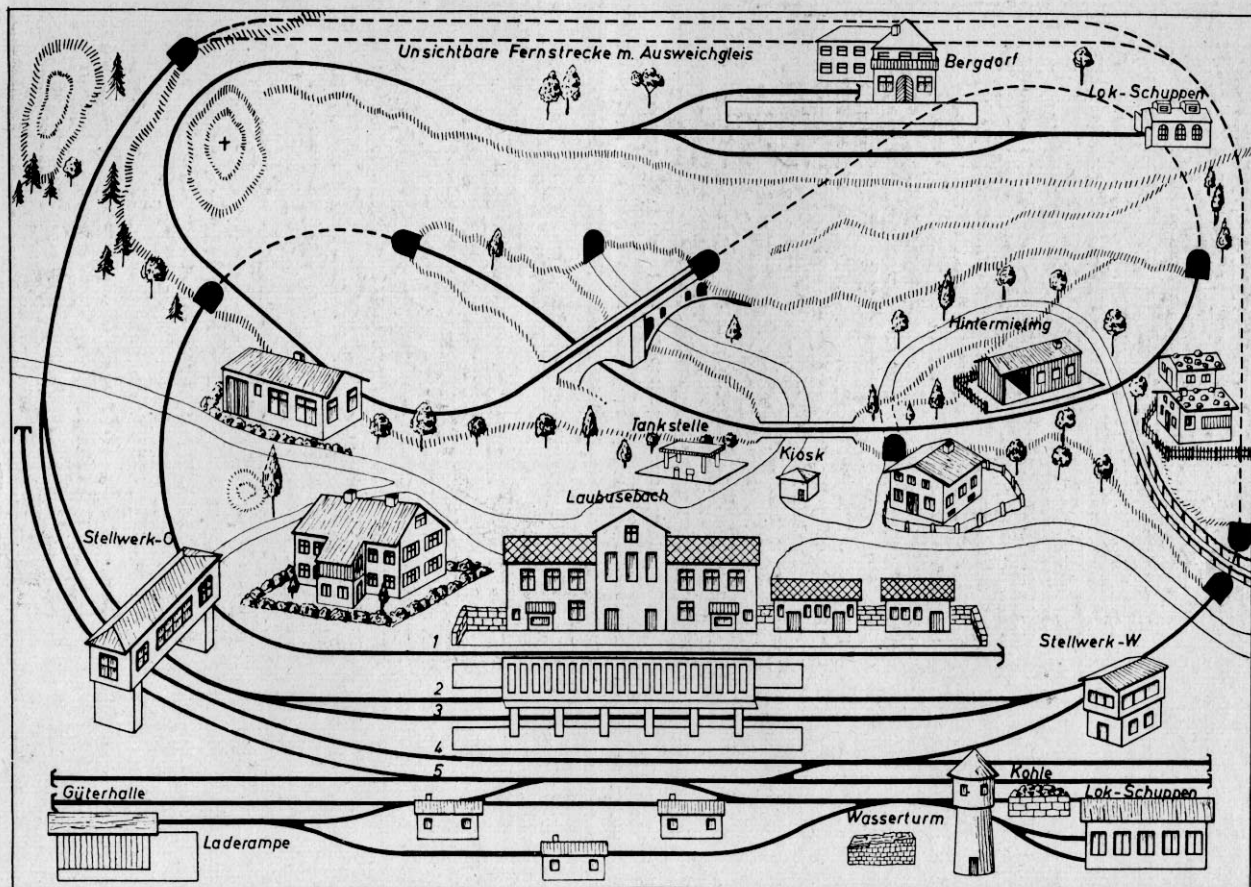 Unsichtbare Fernstrecke m. Ausweichgleis
Bergdorf
Lok-Schuppen
Hintermieting
Tankstelle
Kiosk
Laubusebach
Stellwerk-O
Stellwerk-W
1
2
3
4
5
Güterhalle
Laderampe
Wasserturm
Kohle
Lok-Schuppen